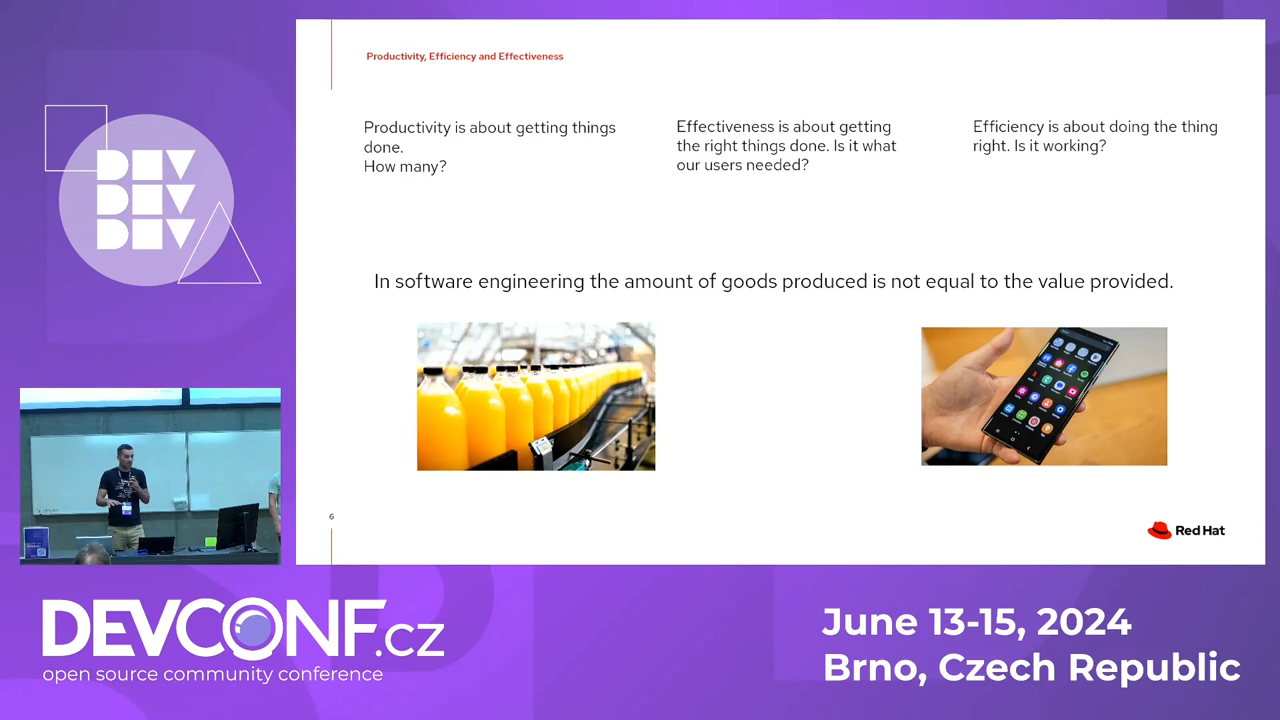 Productivity, Efficiency and Effectiveness
Productivity is about getting things
done.
How many?
Effectiveness is about getting
the right things done. Is it what
our users needed?
Efficiency is about doing the thing
right. Is it working?
In software engineering the amount of goods produced is not equal to the value provided.
6
Red Hat
DEV
DEV
DEV
DEVCONF.cz
open source community conference
June 13-15, 2024
Brno, Czech Republic